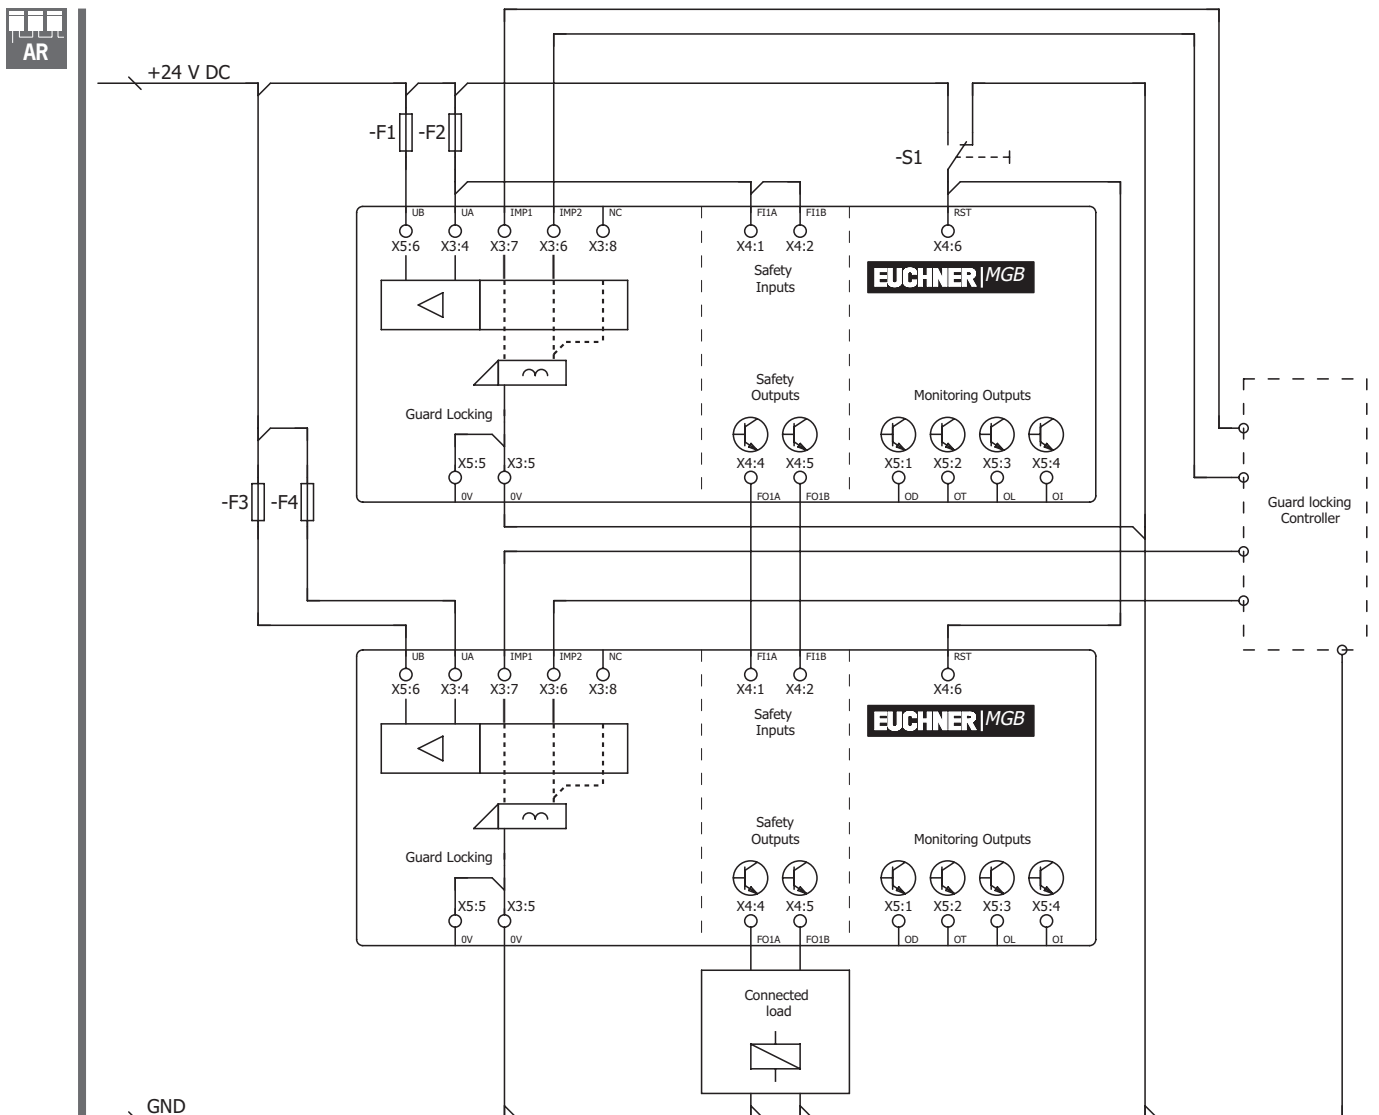 AR
+24 V DC
-F1
-F2
-S1
UB
UA
IMP1
IMP2
NC
FI1A
FI1B
RST
X5:6
X3:4
X3:7
X3:6
X3:8
X4:1
X4:2
X4:6
Safety
Inputs
EUCHNER MGB
Safety
Outputs
Monitoring Outputs
Guard Locking
X5:5
X3:5
X4:4
X4:5
X5:1
X5:2
X5:3
X5:4
0V
0V
FO1A
FO1B
OD
OT
OL
OI
-F3
-F4
Guard locking
Controller
UB
UA
IMP1
IMP2
NC
FI1A
FI1B
RST
X5:6
X3:4
X3:7
X3:6
X3:8
X4:1
X4:2
X4:6
Safety
Inputs
EUCHNER MGB
Safety
Outputs
Monitoring Outputs
Guard Locking
X5:5
X3:5
X4:4
X4:5
X5:1
X5:2
X5:3
X5:4
0V
0V
FO1A
FO1B
OD
OT
OL
OI
Connected
load
GND